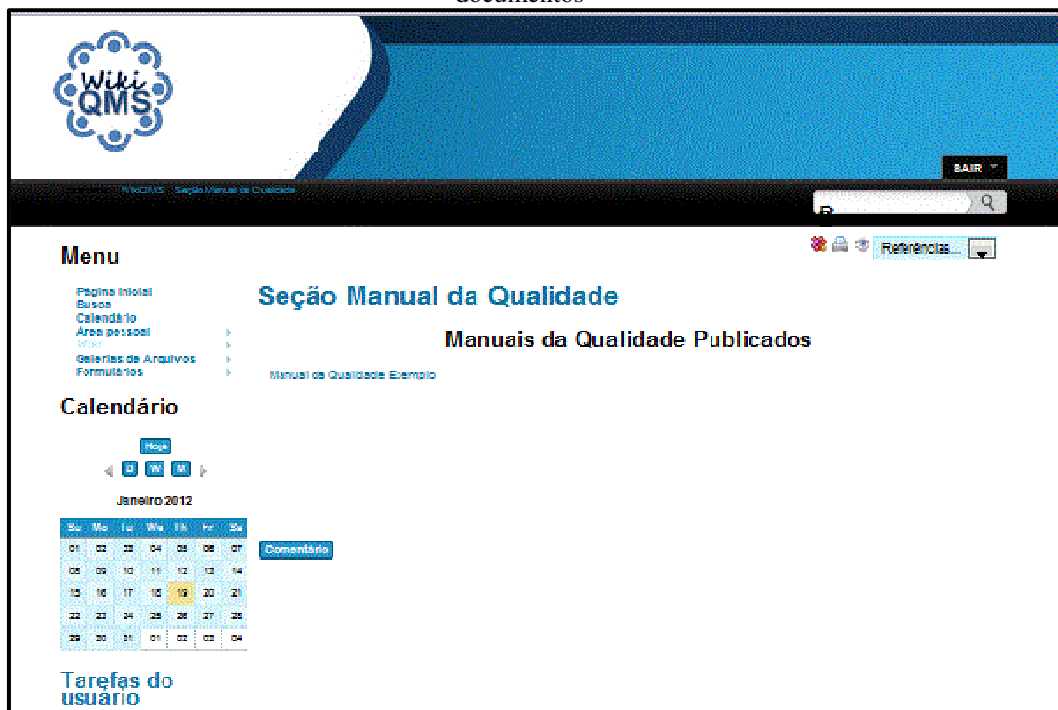 documentos
Wiki
QMS
SAIR
WikiQMS Seção Manual da Qualidade
Referências...
Menu
Página Inicial
Busca
Calendário
Área pessoal
Wiki
Galerias de Arquivos
Formulários
Seção Manual da Qualidade
Manuais da Qualidade Publicados
Manual da Qualidade Exemplo
Calendário
Hoje
D W M
Janeiro 2012
Su Mo Tu We Th Fr Sa
01 02 03 04 05 06 07
08 09 10 11 12 13 14
15 16 17 18 19 20 21
22 23 24 25 26 27 28
29 30 31 01 02 03 04
Comentário
Tarefas do
usuário